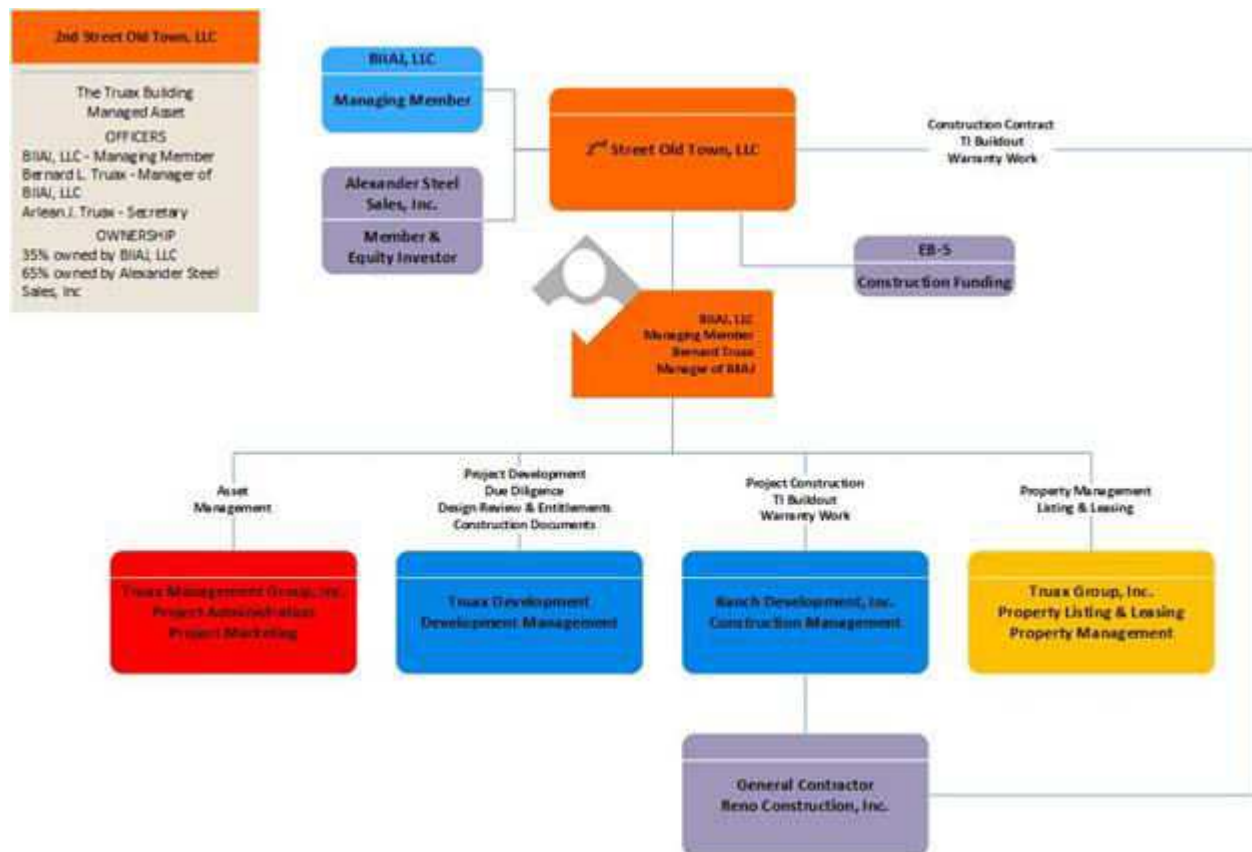 2nd Street Old Town, LLC
The Truax Building
Managed Asset
OFFICERS
BIIAJ, LLC - Managing Member
Bernard L. Truax - Manager of
BIIAJ, LLC
Arlean J. Truax - Secretary
OWNERSHIP
35% owned by BIIAJ, LLC
65% owned by Alexander Steel
Sales, Inc
BIIAJ, LLC
Managing Member
Alexander Steel
Sales, Inc.
Member &
Equity Investor
2nd Street Old Town, LLC
Construction Contract
TI Buildout
Warranty Work
EB-5
Construction Funding
BIIAJ, LLC
Managing Member
Bernard Truax
Manager of BIIAJ
Asset
Management
Project Development
Due Diligence
Design Review & Entitlements
Construction Documents
Project Construction
TI Buildout
Warranty Work
Property Management
Listing & Leasing
Truax Management Group, Inc.
Project Administration
Project Marketing
Truax Development
Development Management
Ranch Development, Inc.
Construction Management
Truax Group, Inc.
Property Listing & Leasing
Property Management
General Contractor
Reno Construction, Inc.